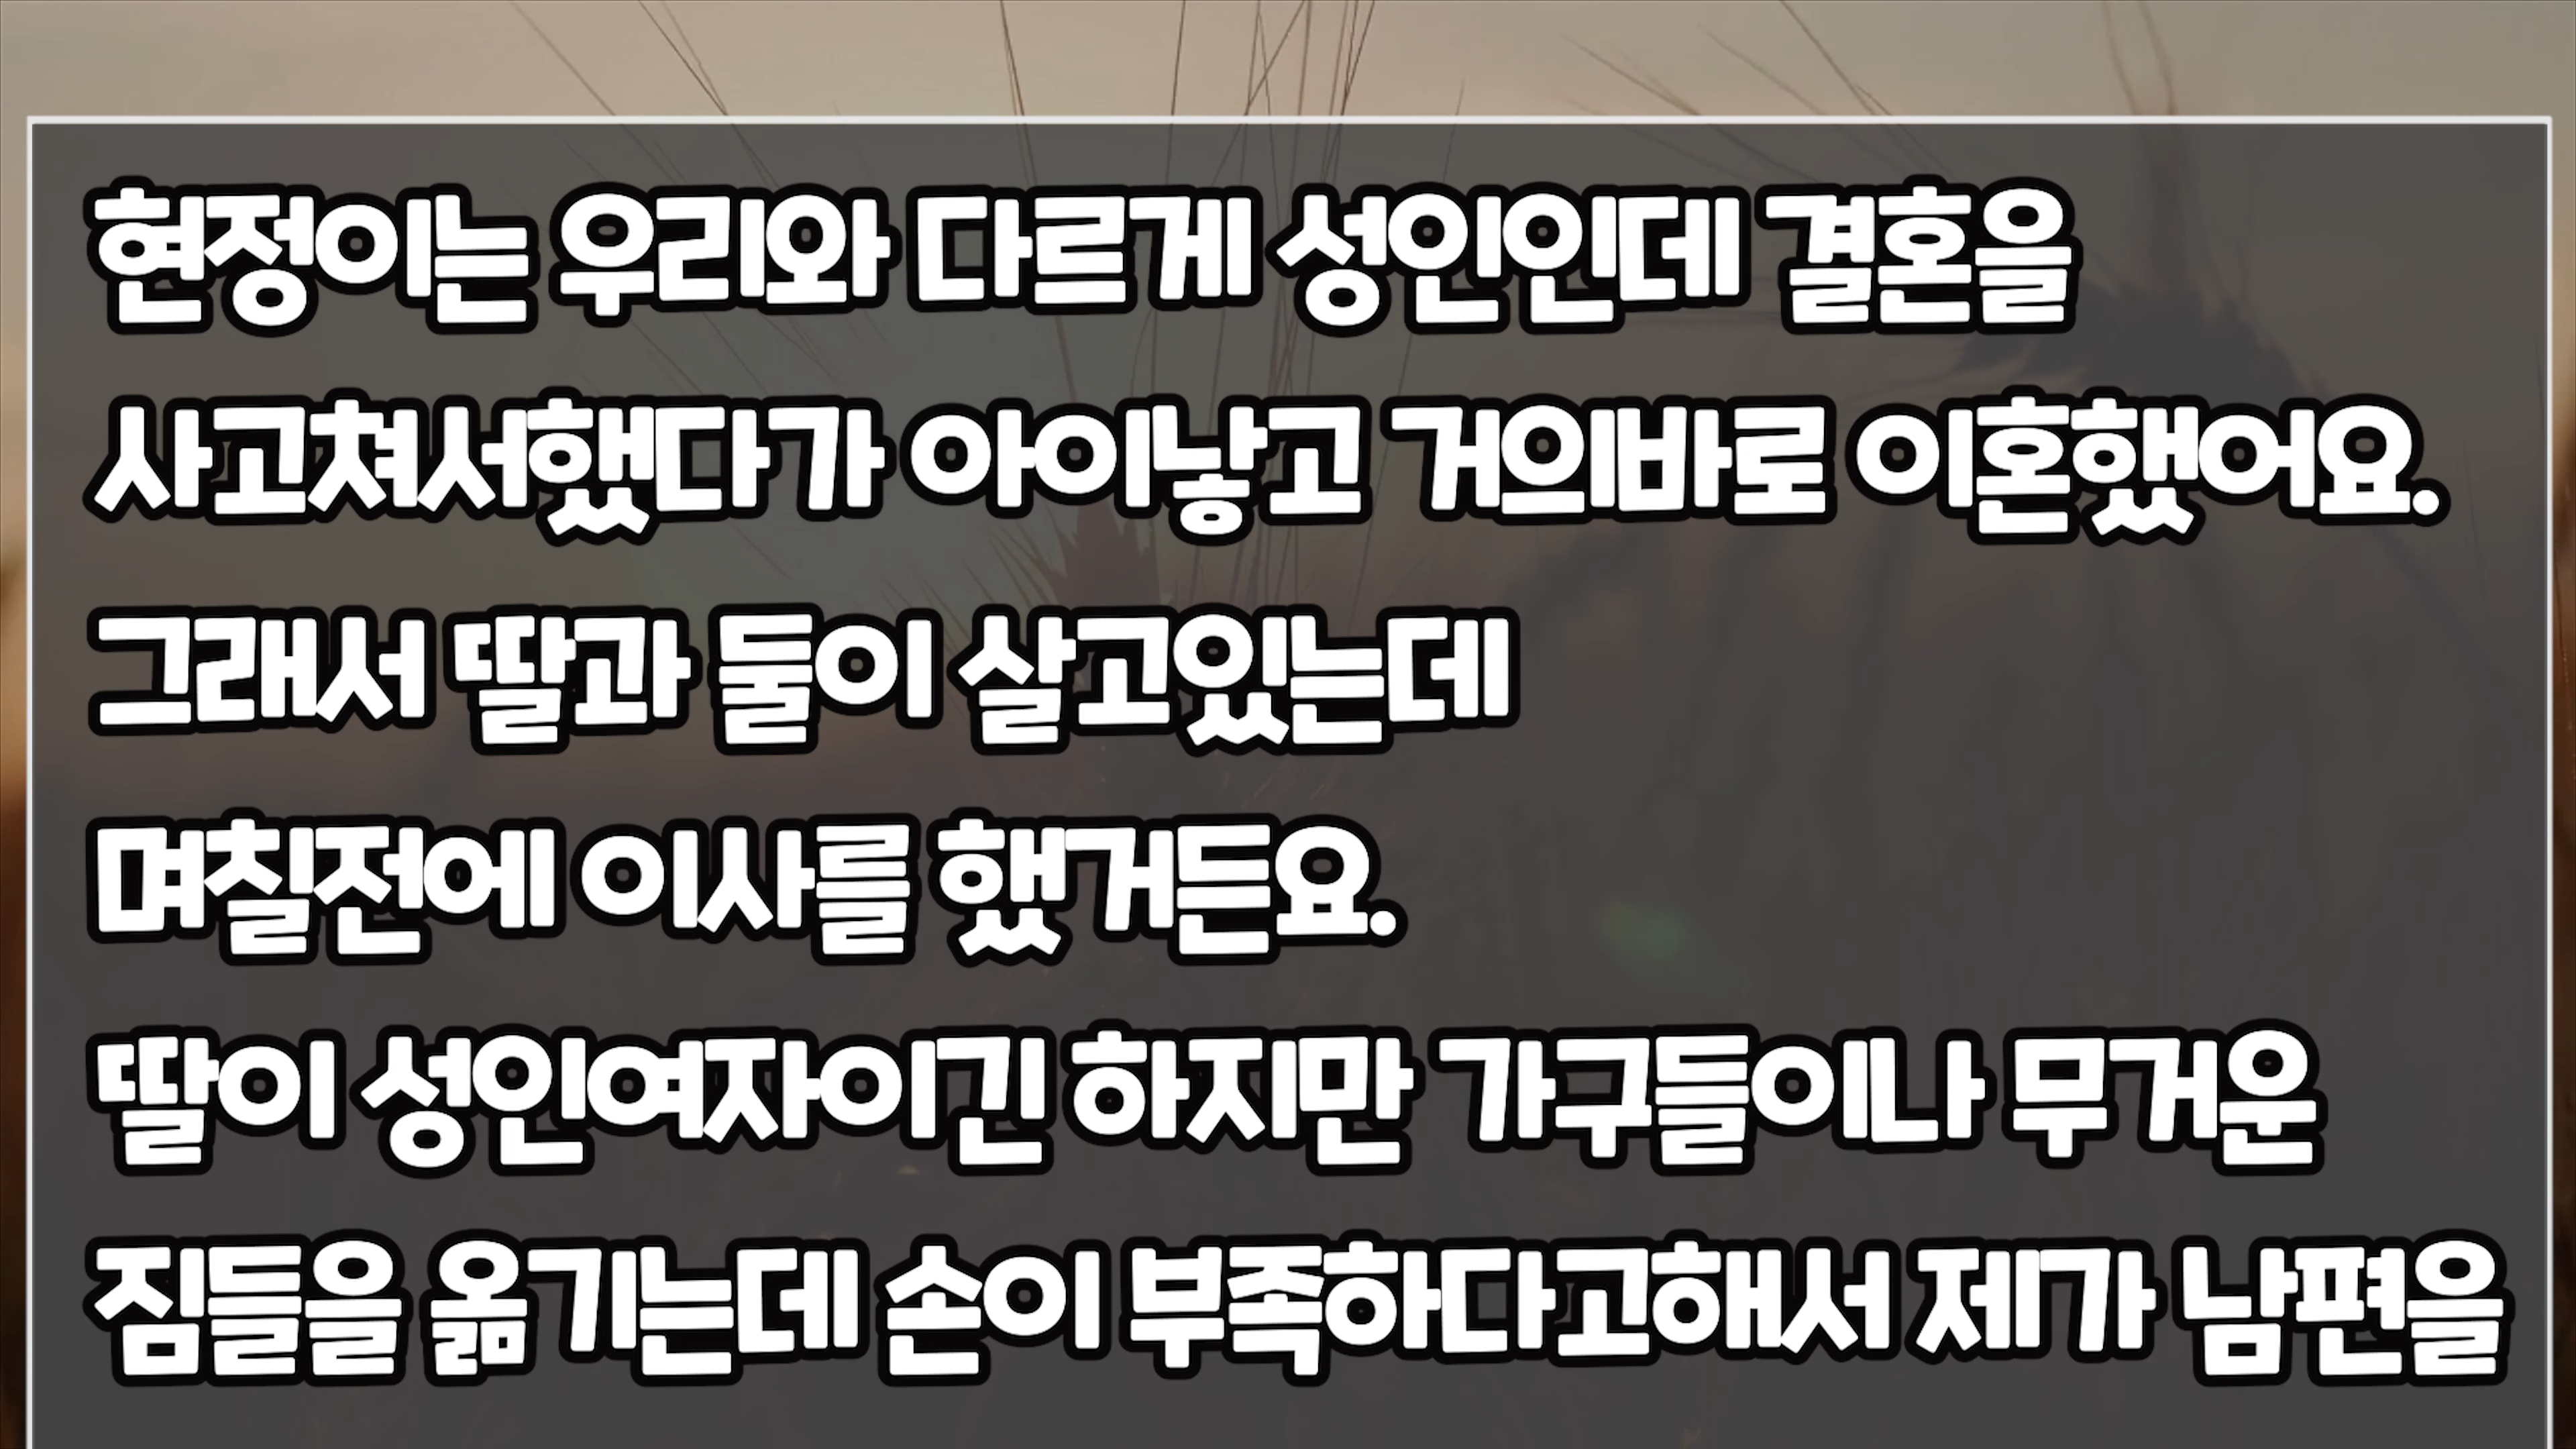 현정이는 우리와 다르게 성인인데 결혼을
사고쳐서했다가 아이낳고 거의바로 이혼했어요.
그래서 딸과 둘이 살고있는데
며칠전에 이사를 했거든요.
딸이 성인여자이긴 하지만 가구들이나 무거운
짐들을 옮기는데 손이 부족하다고해서 제가 남편을